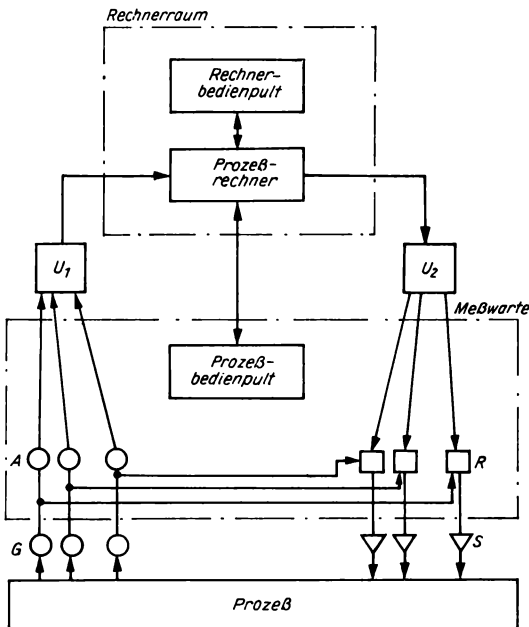 Rechnerraum
Rechner-
bedienpult
Prozeß-
rechner
U1
U2
Meßwarte
Prozeß-
bedienpult
A
R
G
S
Prozeß